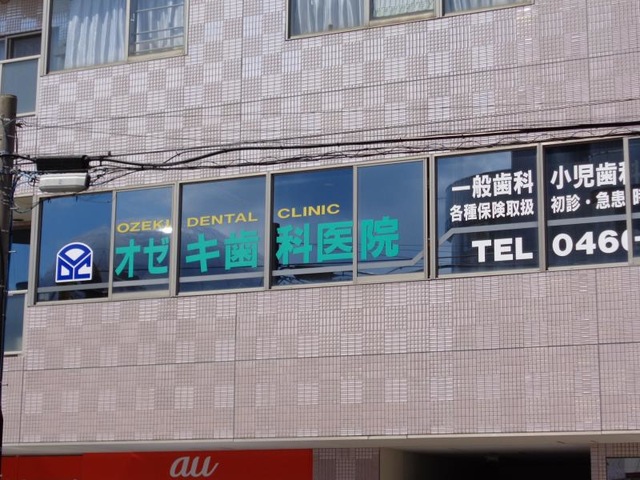 OZEKI DENTAL CLINIC
オゼキ歯科医院
一般歯科 小児歯
各種保険取扱 初診・急患
TEL 0466
au